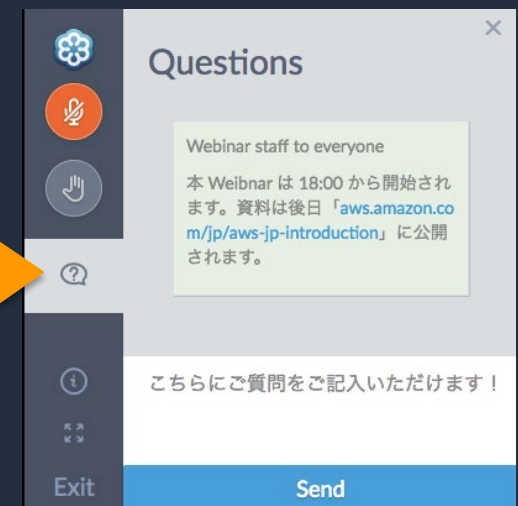 Questions
Webinar staff to everyone
本 Weibnar は 18:00 から開始され
ます。資料は後日「aws.amazon.co
m/jp/aws-jp-introduction」に公開
されます。
こちらにご質問をご記入いただけます！
Exit
Send